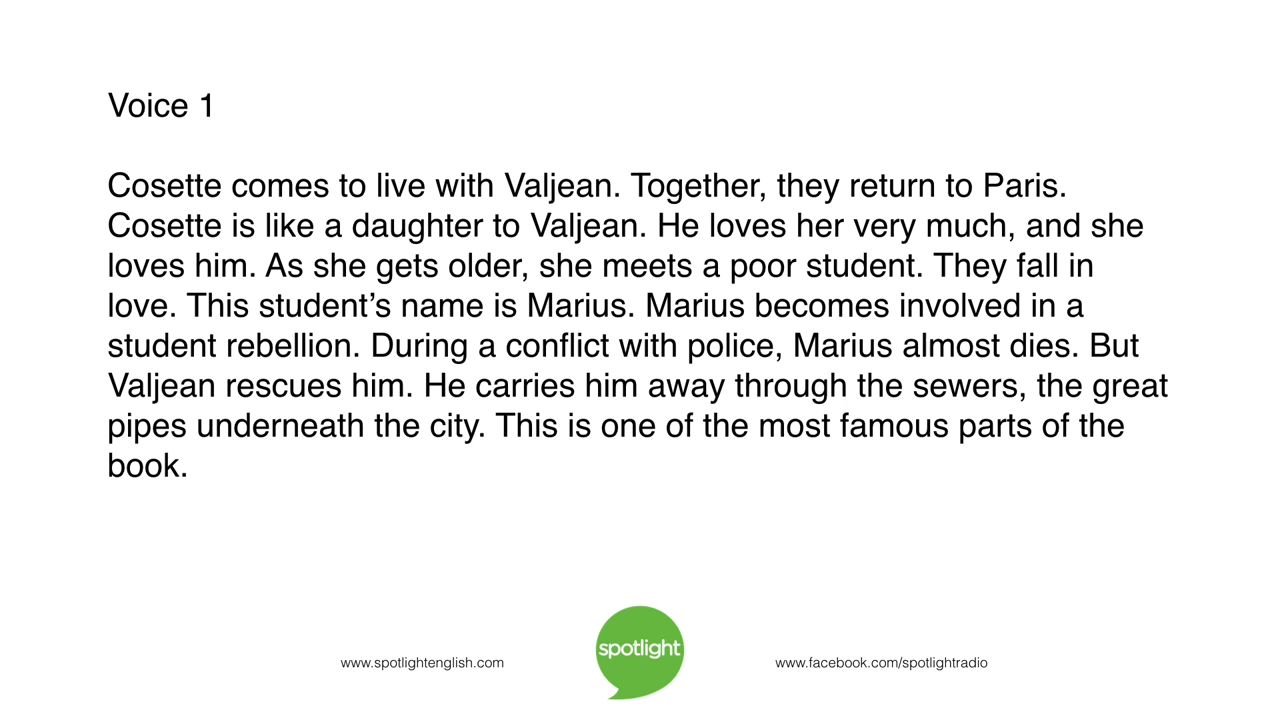 Voice 1
Cosette comes to live with Valjean. Together, they return to Paris.
Cosette is like a daughter to Valjean. He loves her very much, and she
loves him. As she gets older, she meets a poor student. They fall in
love. This student’s name is Marius. Marius becomes involved in a
student rebellion. During a conflict with police, Marius almost dies. But
Valjean rescues him. He carries him away through the sewers, the great
pipes underneath the city. This is one of the most famous parts of the
book.
www.spotlightenglish.com
spotlight
www.facebook.com/spotlightradio